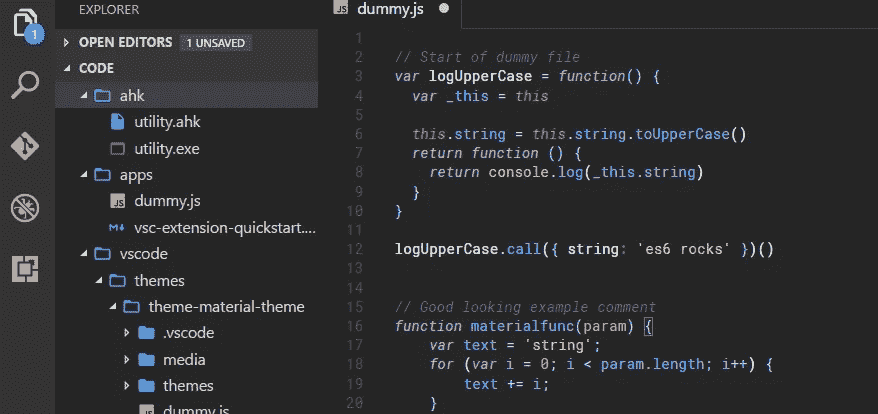 EXPLORER
OPEN EDITORS 1 UNSAVED
CODE
ahk
utility.ahk
utility.exe
apps
dummy.js
vsc-extension-quickstart....
vscode
themes
theme-material-theme
.vscode
media
themes
dummy.js
1
JS dummy.js
1
2 // Start of dummy file
3 var logUpperCase = function() {
4 var _this = this
5
6 this.string = this.string.toUpperCase()
7 return function () {
8 return console.log(_this.string)
9 }
10 }
11
12 logUpperCase.call({ string: 'es6 rocks' })()
13
14
15 // Good looking example comment
16 function materialfunc(param) {
17 var text = 'string';
18 for (var i = 0; i < param.length; i++) {
19 text += i;
20 }